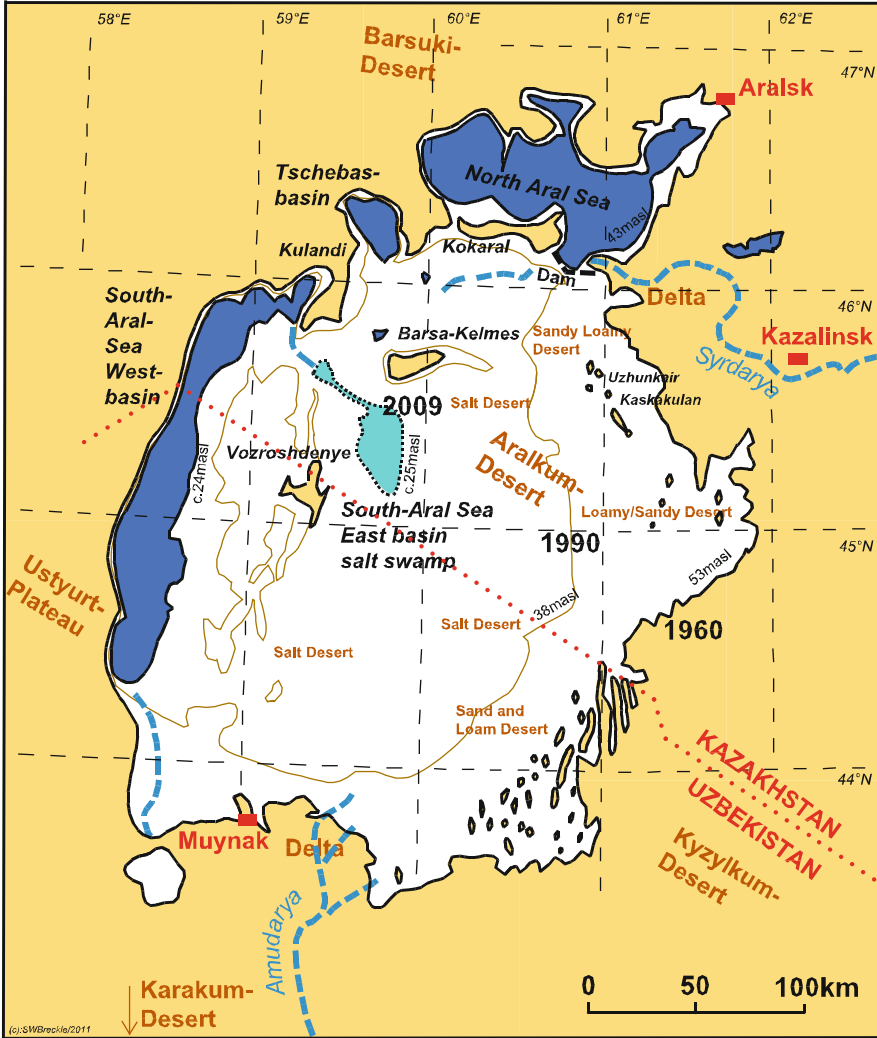 58°E
59°E
60°E
61°E
62°E
Barsuki-
Desert
47°N
Aralsk
Tschebas-
basin
North Aral Sea
43masl
Kulandi
Kokaral
Dam
South-
Aral-
Sea
West-
basin
Delta
46°N
Barsa-Kelmes
Sandy Loamy
Desert
Kazalinsk
Syrdarya
Uzhunkair
Kaskakulan
2009
Salt Desert
Vozroshdenye
c.24masl
c.25masl
Aralkum-
Desert
South-Aral Sea
East basin
salt swamp
Loamy/Sandy Desert
1990
45°N
53masl
Ustyurt-
Plateau
38masl
Salt Desert
1960
Salt Desert
Sand and
Loam Desert
KAZAKHSTAN
UZBEKISTAN
44°N
Muynak
Delta
Kyzylkum-
Desert
Amudarya
Karakum-
Desert
0 50 100km
(c):SWBreckle/2011